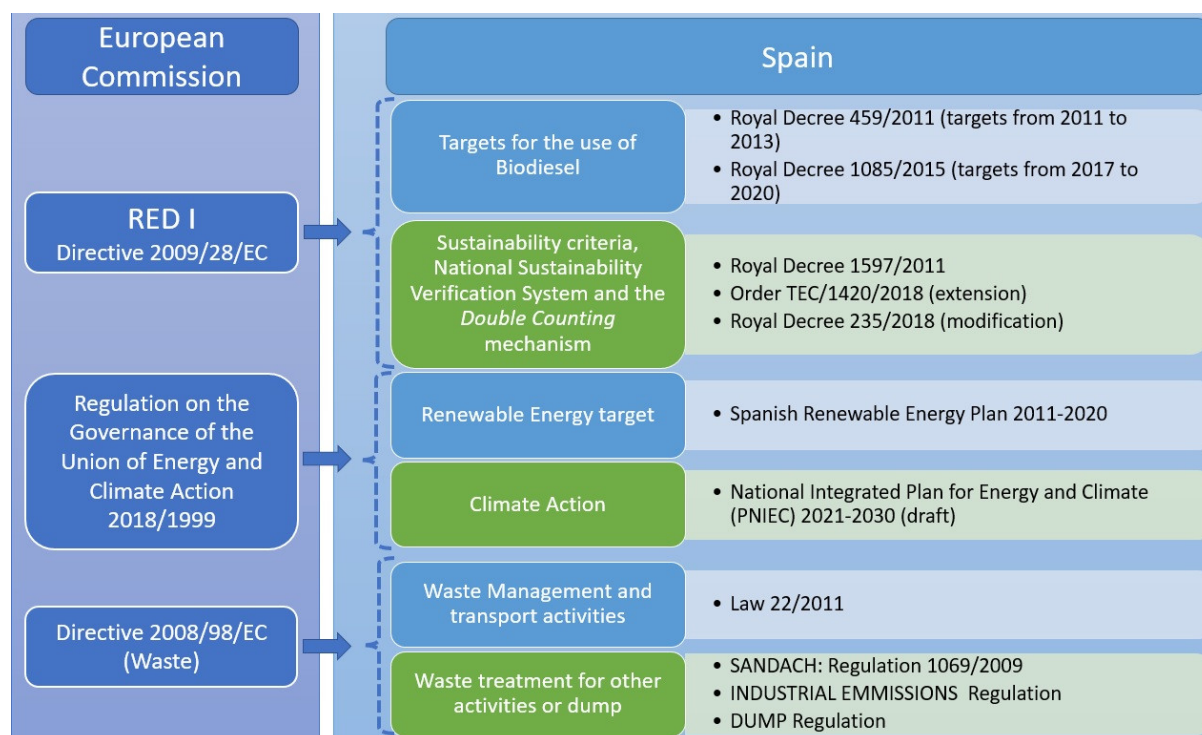 European
Commission
Spain
RED I
Directive 2009/28/EC
Targets for the use of
Biodiesel
• Royal Decree 459/2011 (targets from 2011 to
2013)
• Royal Decree 1085/2015 (targets from 2017 to
2020)
Sustainability criteria,
National Sustainability
Verification System and the
Double Counting
mechanism
• Royal Decree 1597/2011
• Order TEC/1420/2018 (extension)
• Royal Decree 235/2018 (modification)
Regulation on the
Governance of the
Union of Energy and
Climate Action
2018/1999
Renewable Energy target
• Spanish Renewable Energy Plan 2011-2020
Climate Action
• National Integrated Plan for Energy and Climate
(PNIEC) 2021-2030 (draft)
Directive 2008/98/EC
(Waste)
Waste Management and
transport activities
• Law 22/2011
Waste treatment for other
activities or dump
• SANDACH: Regulation 1069/2009
• INDUSTRIAL EMMISSIONS Regulation
• DUMP Regulation